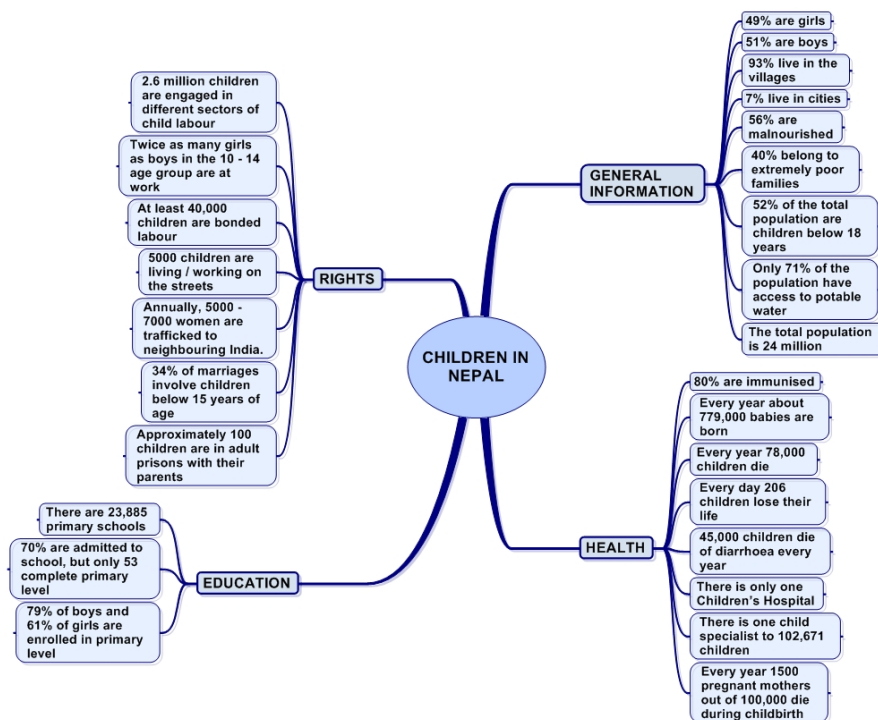 CHILDREN IN
NEPAL
GENERAL
INFORMATION
49% are girls
51% are boys
93% live in the
villages
7% live in cities
56% are
malnourished
40% belong to
extremely poor
families
52% of the total
population are
children below 18
years
Only 71% of the
population have
access to potable
water
The total population
is 24 million
HEALTH
80% are immunised
Every year about
779,000 babies are
born
Every year 78,000
children die
Every day 206
children lose their
life
45,000 children die
of diarrhoea every
year
There is only one
Children's Hospital
There is one child
specialist to 102,671
children
Every year 1500
pregnant mothers
out of 100,000 die
during childbirth
EDUCATION
There are 23,885
primary schools
70% are admitted to
school, but only 53
complete primary
level
79% of boys and
61% of girls are
enrolled in primary
level
RIGHTS
2.6 million children
are engaged in
different sectors of
child labour
Twice as many girls
as boys in the 10 - 14
age group are at
work
At least 40,000
children are bonded
labour
5000 children are
living / working on
the streets
Annually, 5000 -
7000 women are
trafficked to
neighbouring India.
34% of marriages
involve children
below 15 years of
age
Approximately 100
children are in adult
prisons with their
parents